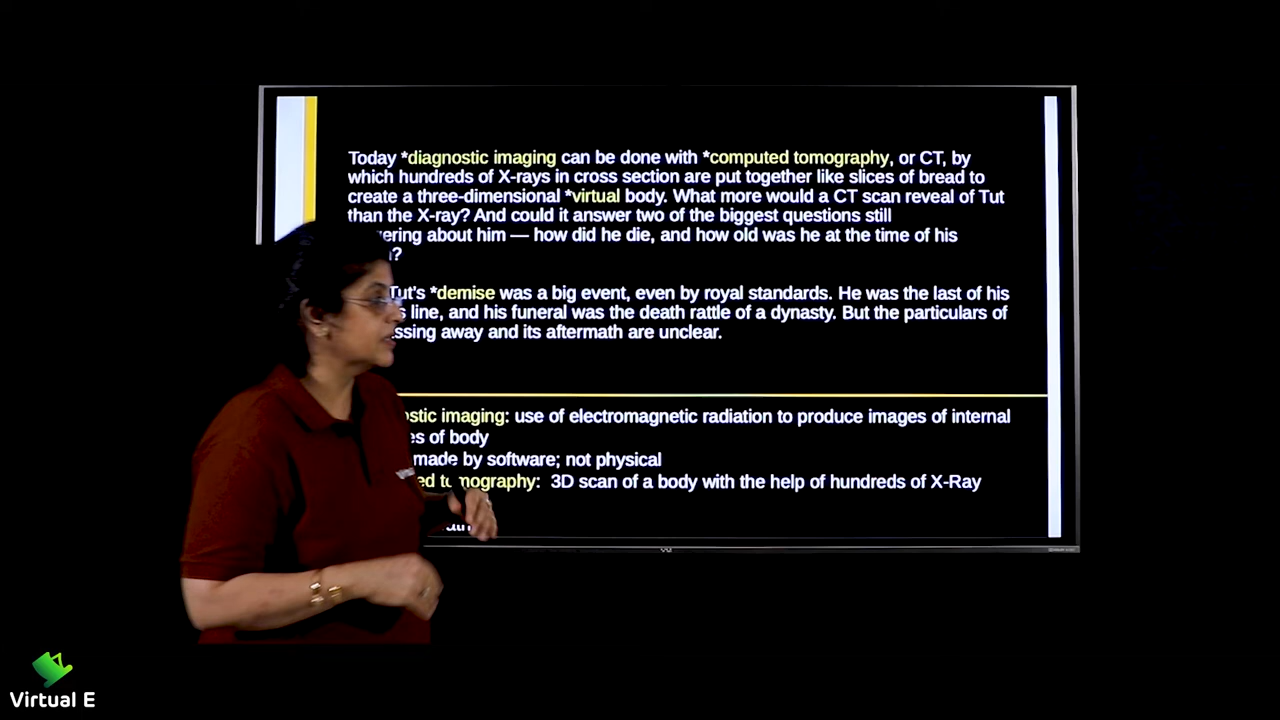 Today *diagnostic imaging can be done with *computed tomography, or CT, by
which hundreds of X-rays in cross section are put together like slices of bread to
create a three-dimensional *virtual body. What more would a CT scan reveal of Tut
than the X-ray? And could it answer two of the biggest questions still
about him — how did he die, and how old was he at the time of his
Tut's *demise was a big event, even by royal standards. He was the last of his
line, and his funeral was the death rattle of a dynasty. But the particulars of
away and its aftermath are unclear.
imaging: use of electromagnetic radiation to produce images of internal
of body
made by software; not physical
tomography: 3D scan of a body with the help of hundreds of X-Ray
Virtual E